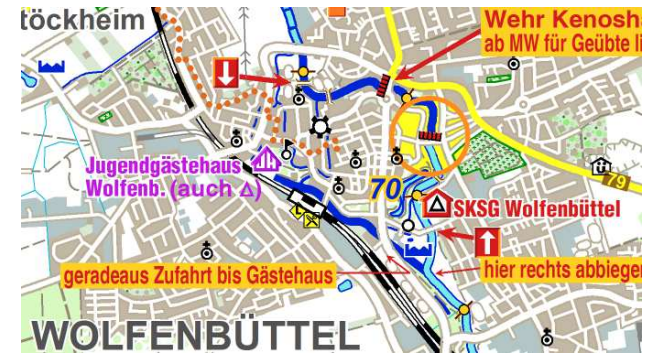 töckheim
Wehr Kenosha
ab MW für Geübte li
Jugendgästehaus
Wolfenb. (auch Δ)
70
79
SKSG Wolfenbüttel
geradeaus Zufahrt bis Gästehaus
hier rechts abbiegen
WOLFENBÜTTEL